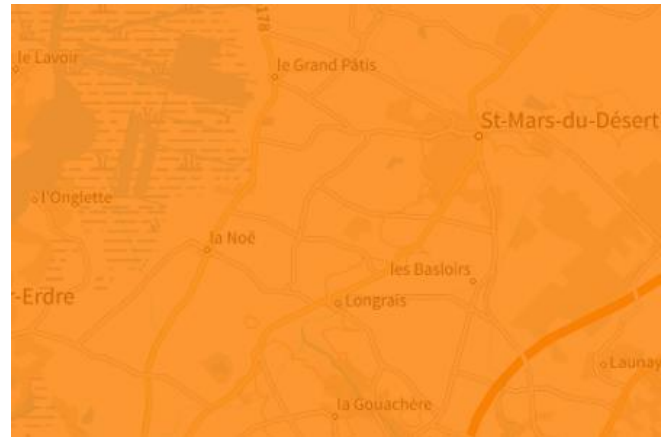 178
le Lavoir
le Grand Pâtis
St-Mars-du-Désert
l'Onglette
la Noë
les Basloirs
r-Erdre
Longrais
Launay
la Gouachère